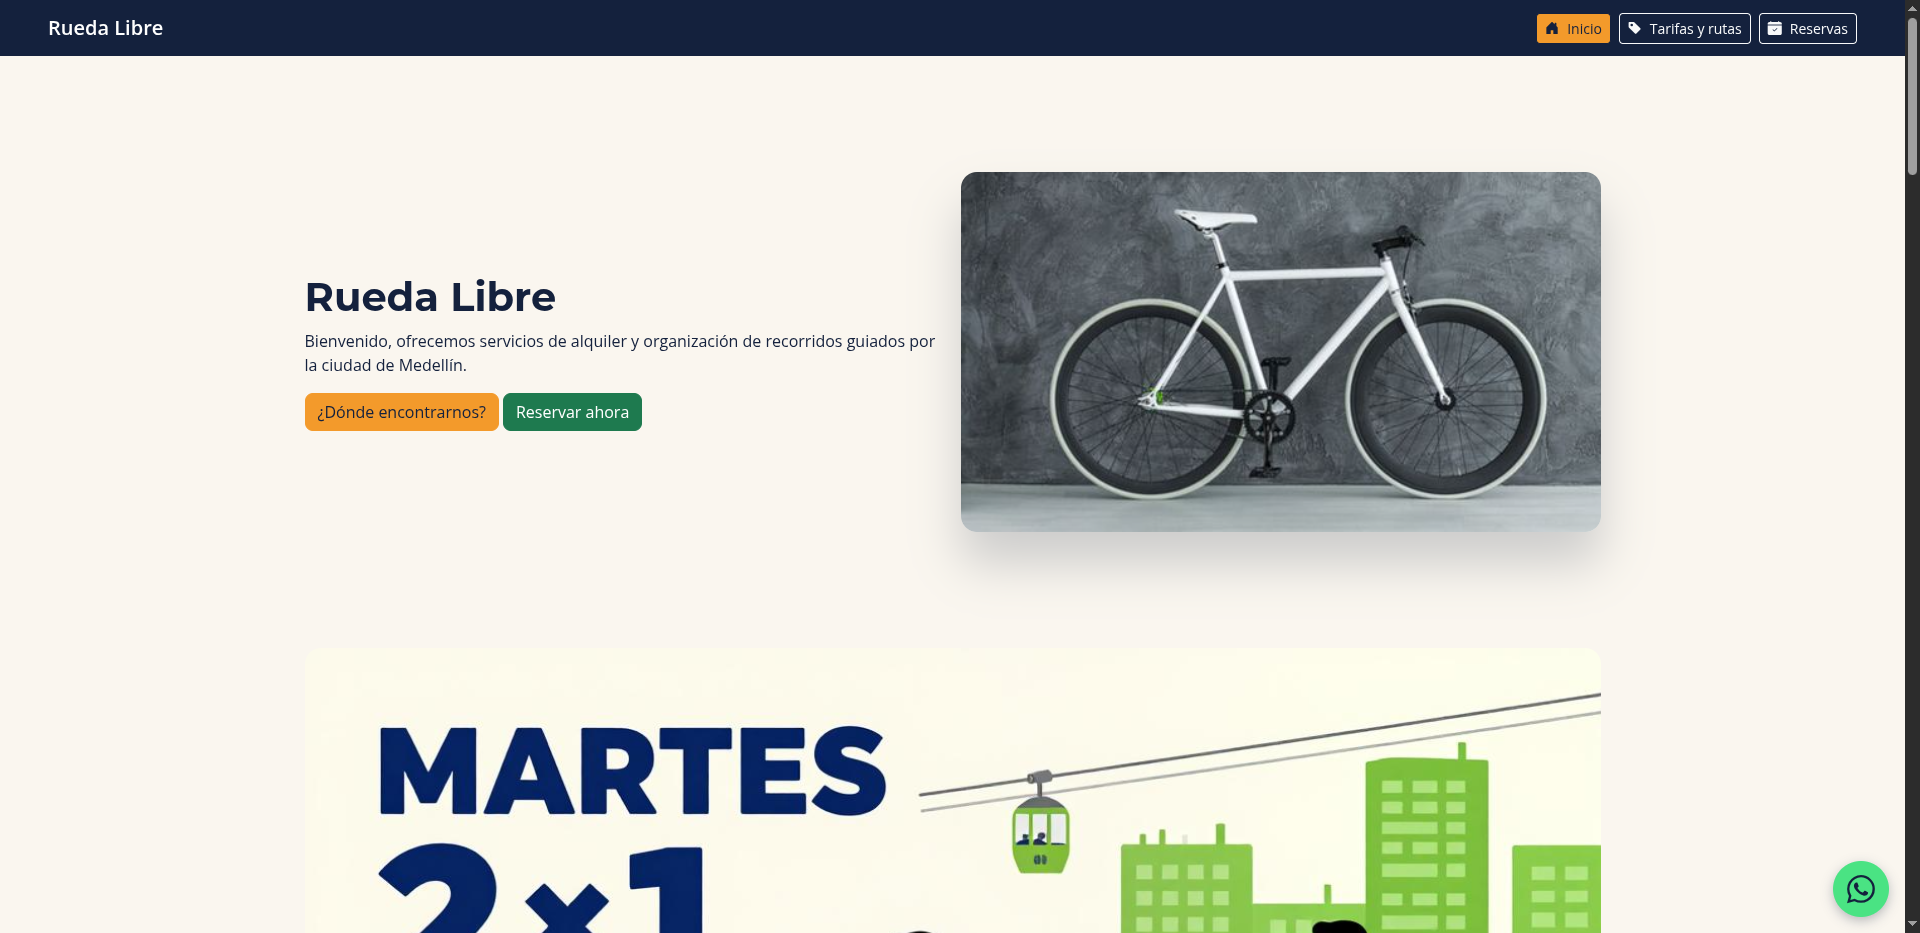 Rueda Libre
Inicio
Tarifas y rutas
Reservas
Rueda Libre
Bienvenido, ofrecemos servicios de alquiler y organización de recorridos guiados por
la ciudad de Medellín.
¿Dónde encontrarnos?
Reservar ahora
MARTES
2x1